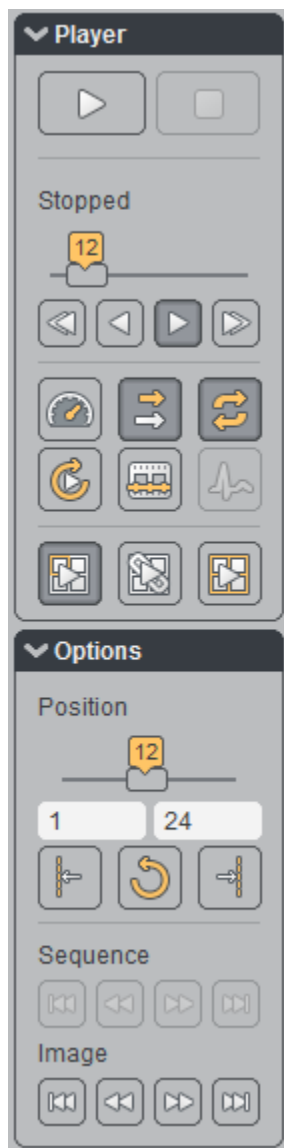 Player
Stopped
12
Options
Position
12
1 24
Sequence
Image